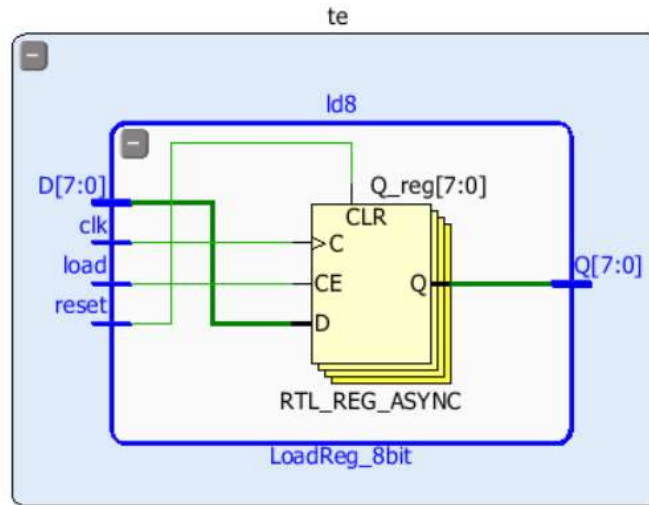 te
ld8
D[7:0]
Q_reg[7:0]
CLR
clk
C
load
CE
Q
Q[7:0]
reset
D
RTL_REG_ASYNC
LoadReg_8bit